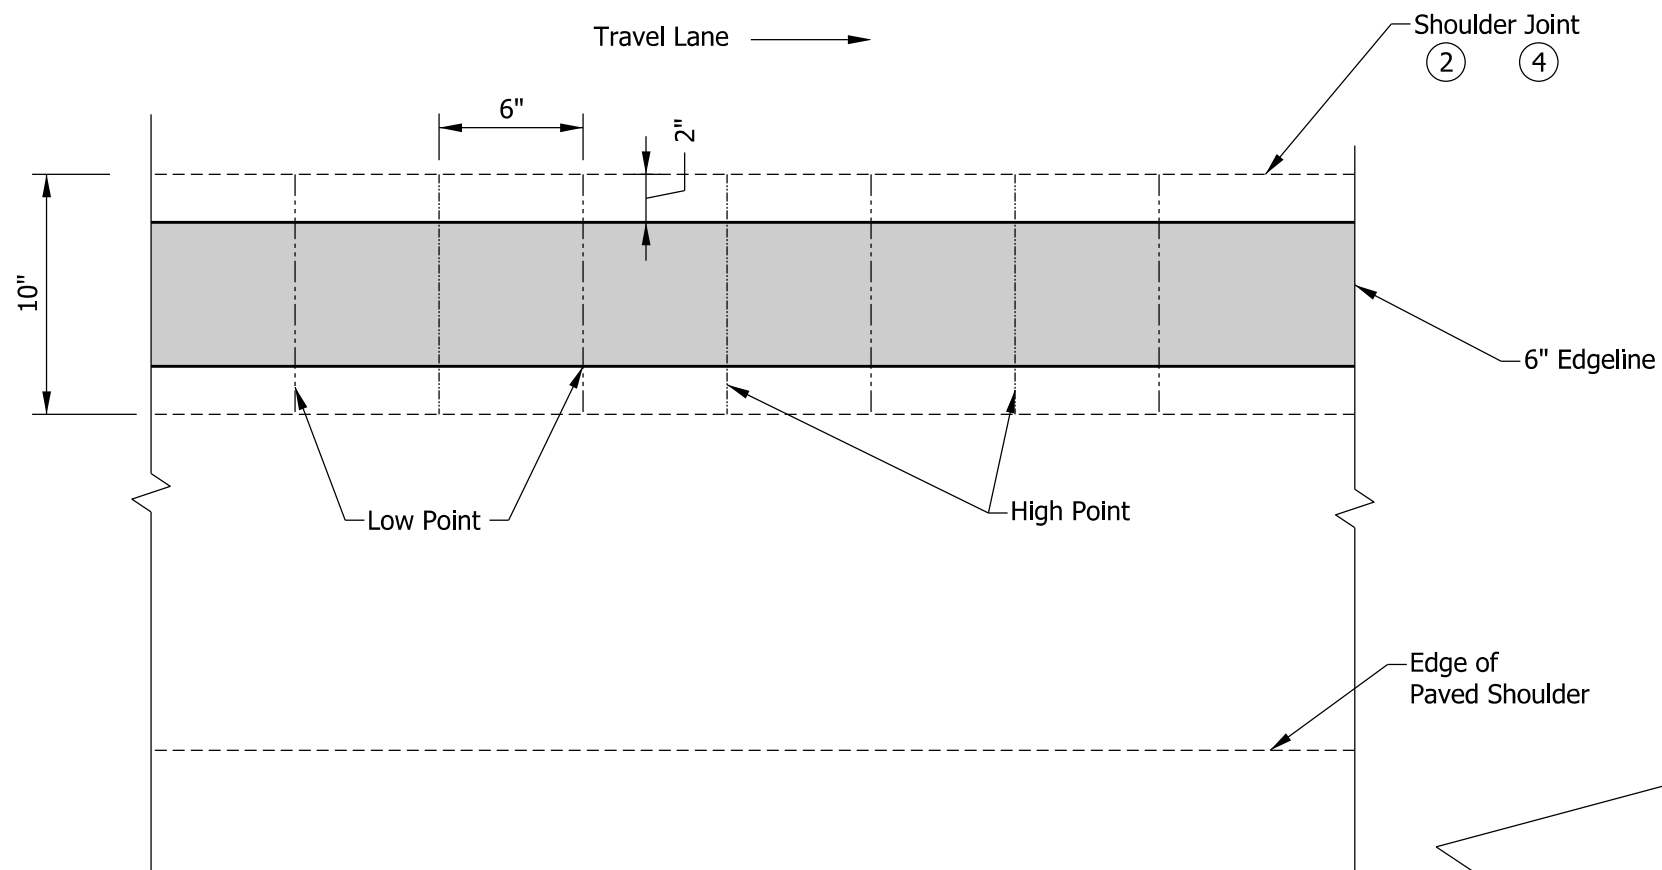 Travel Lane
Shoulder Joint
2 4
6"
2"
10"
6" Edgeline
Low Point
High Point
Edge of
Paved Shoulder